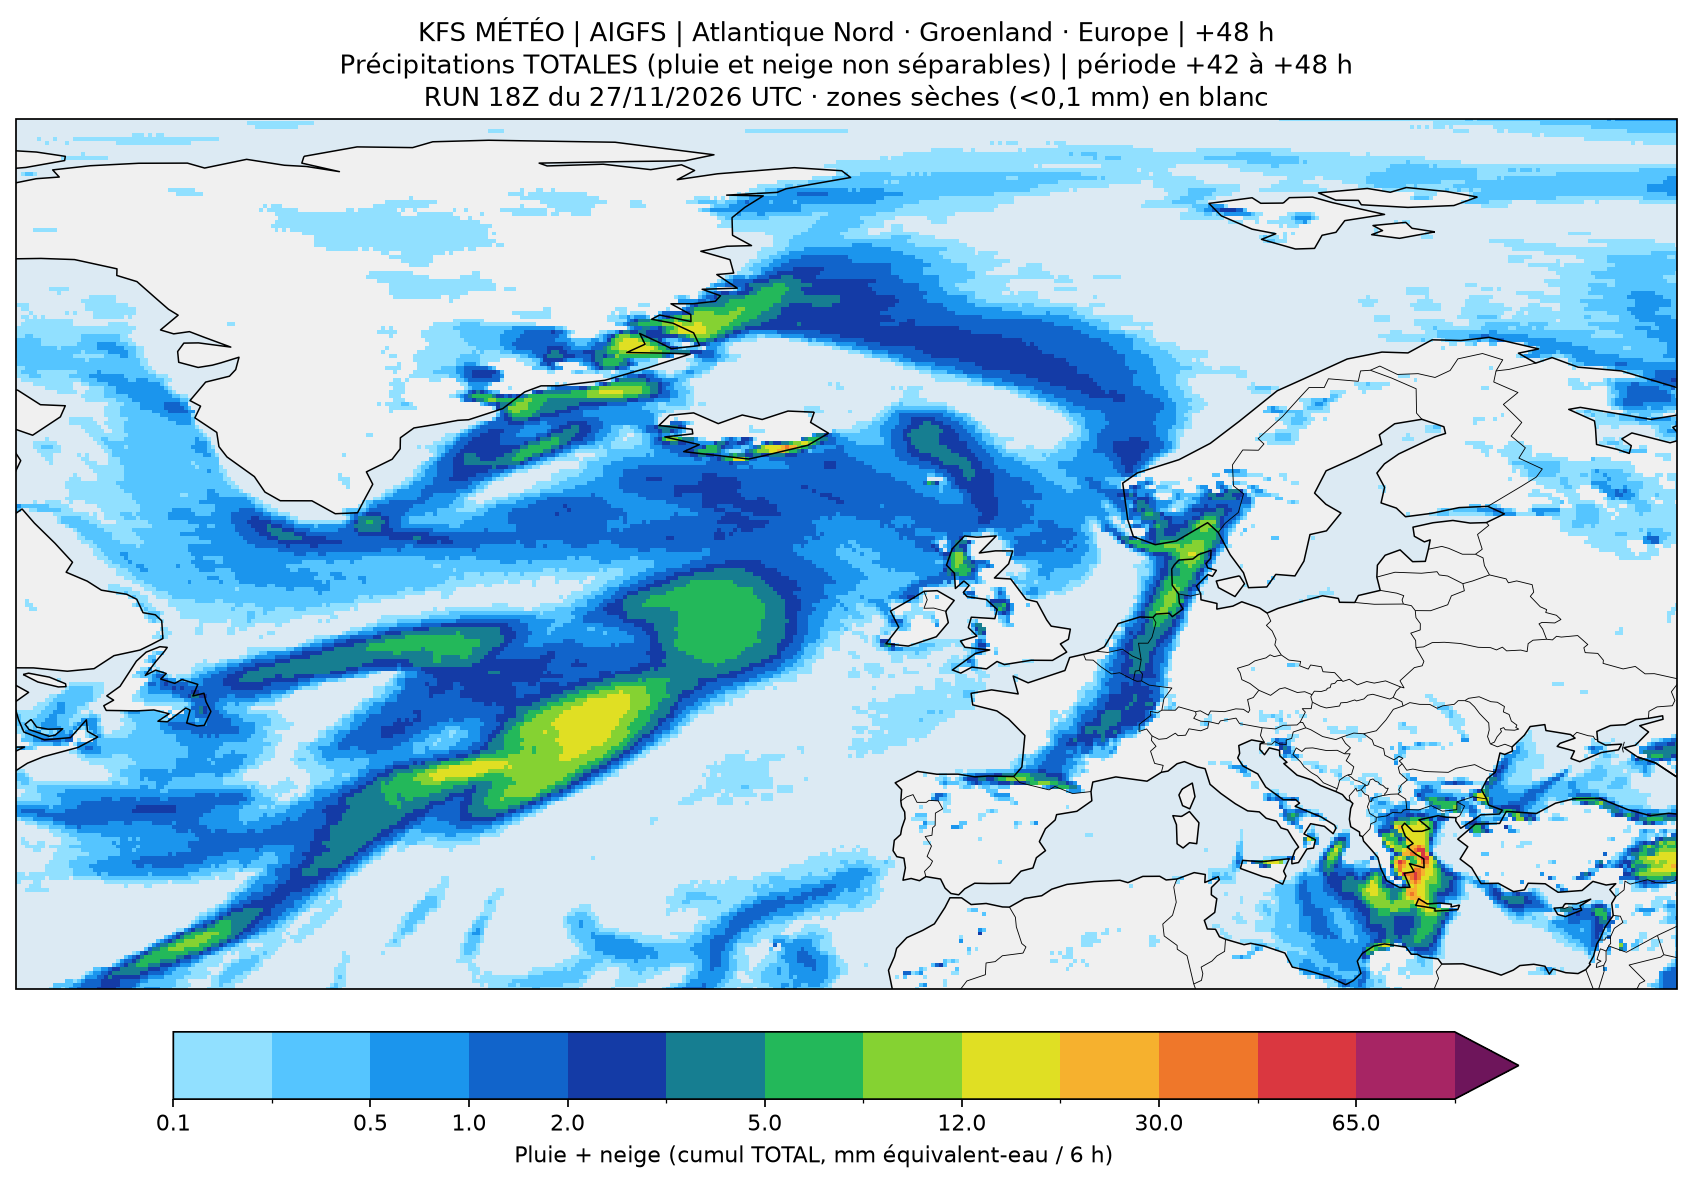 KFS MÉTÉO | AIGFS | Atlantique Nord · Groenland · Europe | +48 h
Précipitations TOTALES (pluie et neige non séparables) | période +42 à +48 h
RUN 18Z du 27/11/2026 UTC · zones sèches (<0,1 mm) en blanc
0.1 0.5 1.0 2.0 5.0 12.0 30.0 65.0
Pluie + neige (cumul TOTAL, mm équivalent-eau / 6 h)